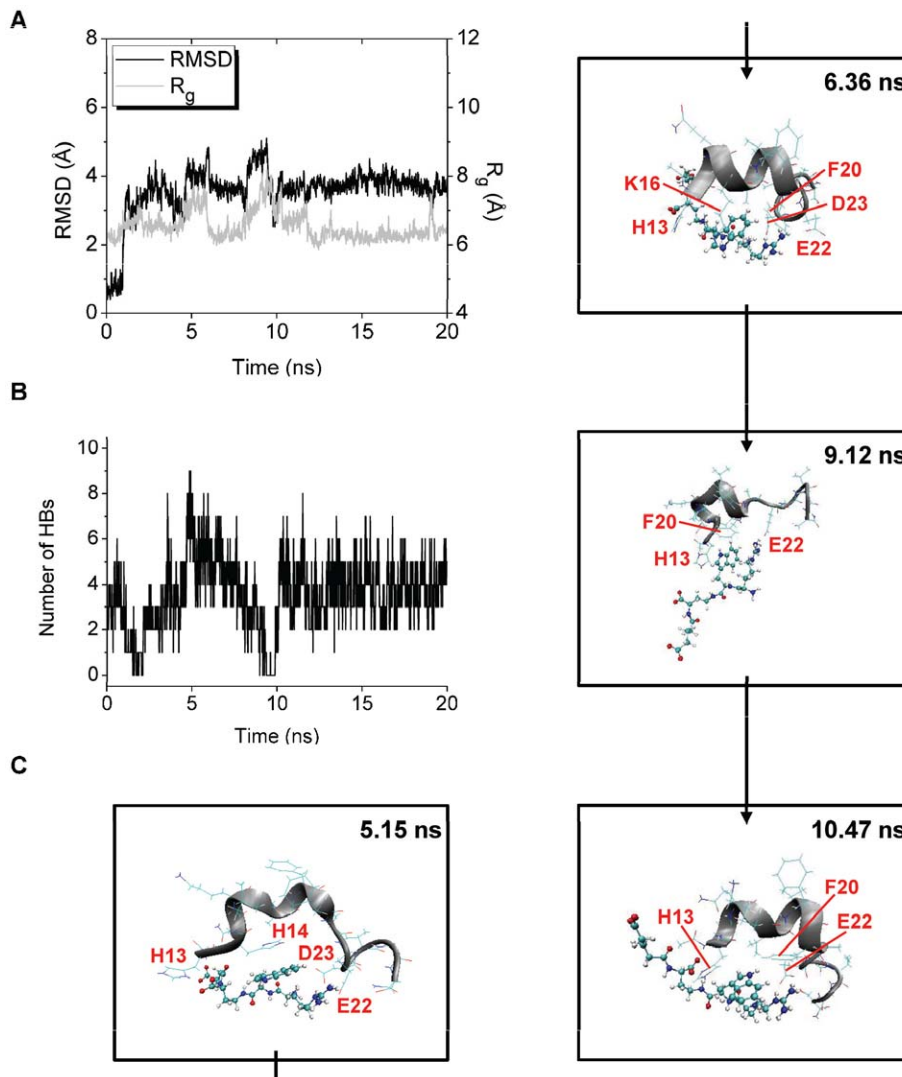 A
RMSD
Rg
8
6
4
2
0
12
10
8
6
4
RMSD (Å)
Rg (Å)
0 5 10 15 20
Time (ns)
B
10
8
6
4
2
0
Number of HBs
0 5 10 15 20
Time (ns)
C
5.15 ns
H13
H14
D23
E22
6.36 ns
K16
F20
D23
H13
E22
9.12 ns
F20
E22
H13
10.47 ns
F20
H13
E22